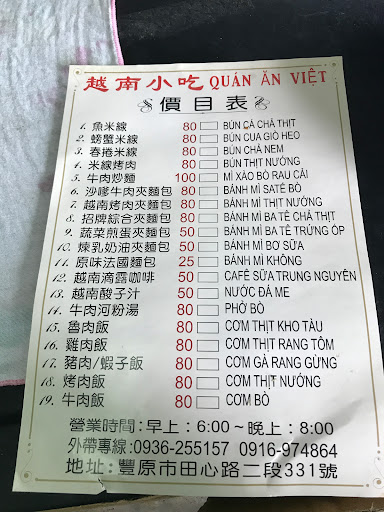 越南小吃 QUÁN ĂN VIỆT
價目表
1. 魚米線 80 BÚN CÁ CHẢ THỊT
2. 螃蟹米線 80 BÚN CUA GIÒ HEO
3. 春捲米線 80 BÚN CHẢ NEM
4. 米線烤肉 80 BÚN THỊT NƯỚNG
5. 牛肉炒麵 100 MÌ XÀO BÒ RAU CẢI
6. 沙嗲牛肉夾麵包 80 BÁNH MÌ SATÊ BÒ
7. 越南烤肉夾麵包 80 BÁNH MÌ THỊT NƯỚNG
8. 招牌綜合夾麵包 80 BÁNH MÌ BA TÊ CHẢ THỊT
9. 蔬菜煎蛋夾麵包 50 BÁNH MÌ BA TÊ TRỨNG ỐP
10. 煉乳奶油夾麵包 50 BÁNH MÌ BƠ SỮA
11. 原味法國麵包 25 BÁNH MÌ KHÔNG
12. 越南滴露咖啡 50 CAFÊ SỮA TRUNG NGUYÊN
13. 越南酸子汁 50 NƯỚC ĐÁ ME
14. 牛肉河粉湯 80 PHỞ BÒ
15. 魯肉飯 80 CƠM THỊT KHO TÀU
16. 雞肉飯 80 CƠM THỊT RANG TÔM
17. 豬肉/蝦子飯 80 CƠM GÀ RANG GỪNG
18. 烤肉飯 80 CƠM THỊT NƯỚNG
19. 牛肉飯 80 CƠM BÒ
營業時間:早上:6:00~晚上:8:00
外帶專線:0936-255157 0916-974864
地址:豐原市田心路二段331號